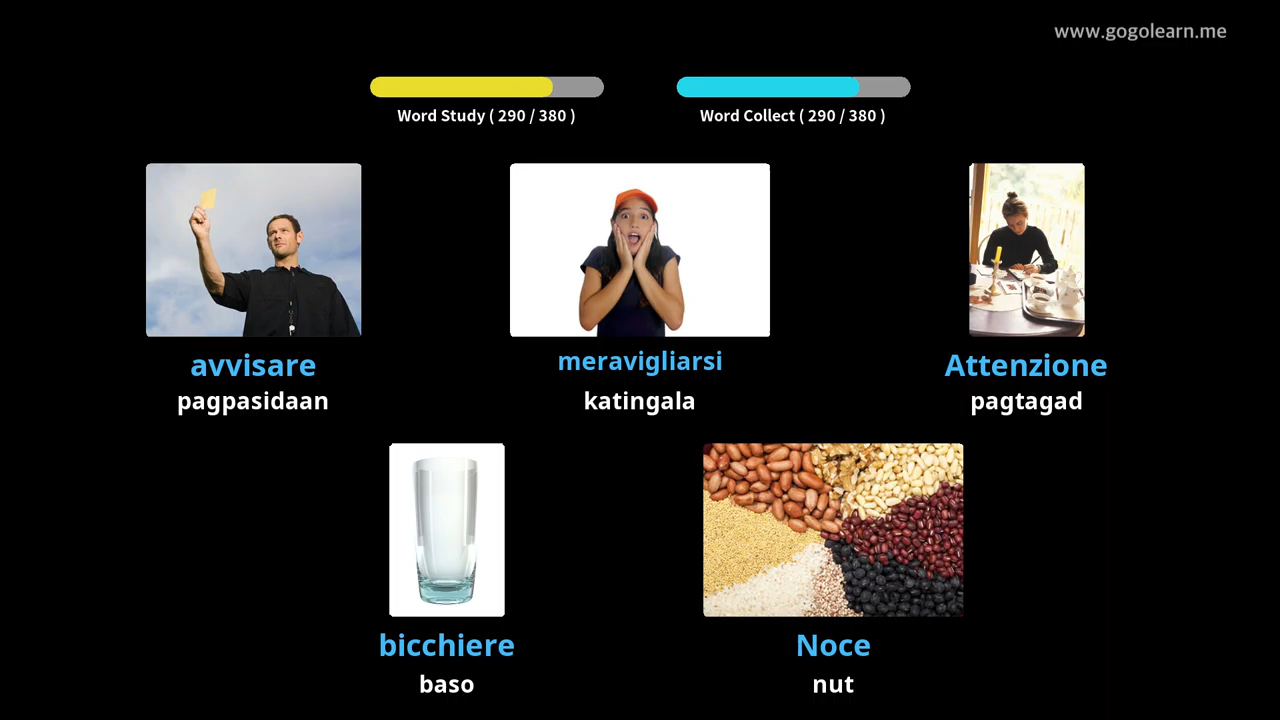 www.gogolearn.me
Word Study ( 290 / 380 )
Word Collect ( 290 / 380 )
avvisare
pagpasidaan
meravigliarsi
katingala
Attenzione
pagtagad
bicchiere
baso
Noce
nut